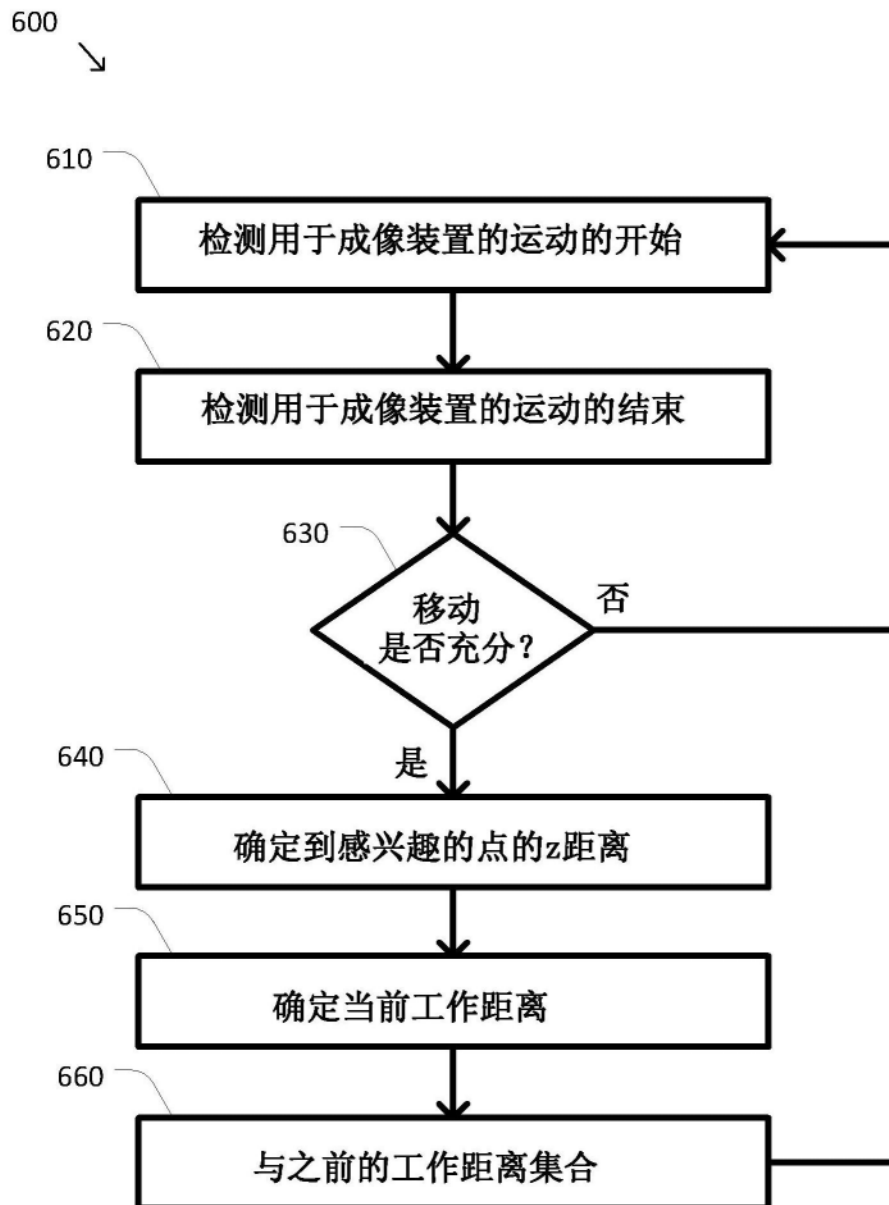 600
610
检测用于成像装置的运动的开始
620
检测用于成像装置的运动的结束
630
移动
是否充分?
否
是
640
确定到感兴趣的点的z距离
650
确定当前工作距离
660
与之前的工作距离集合